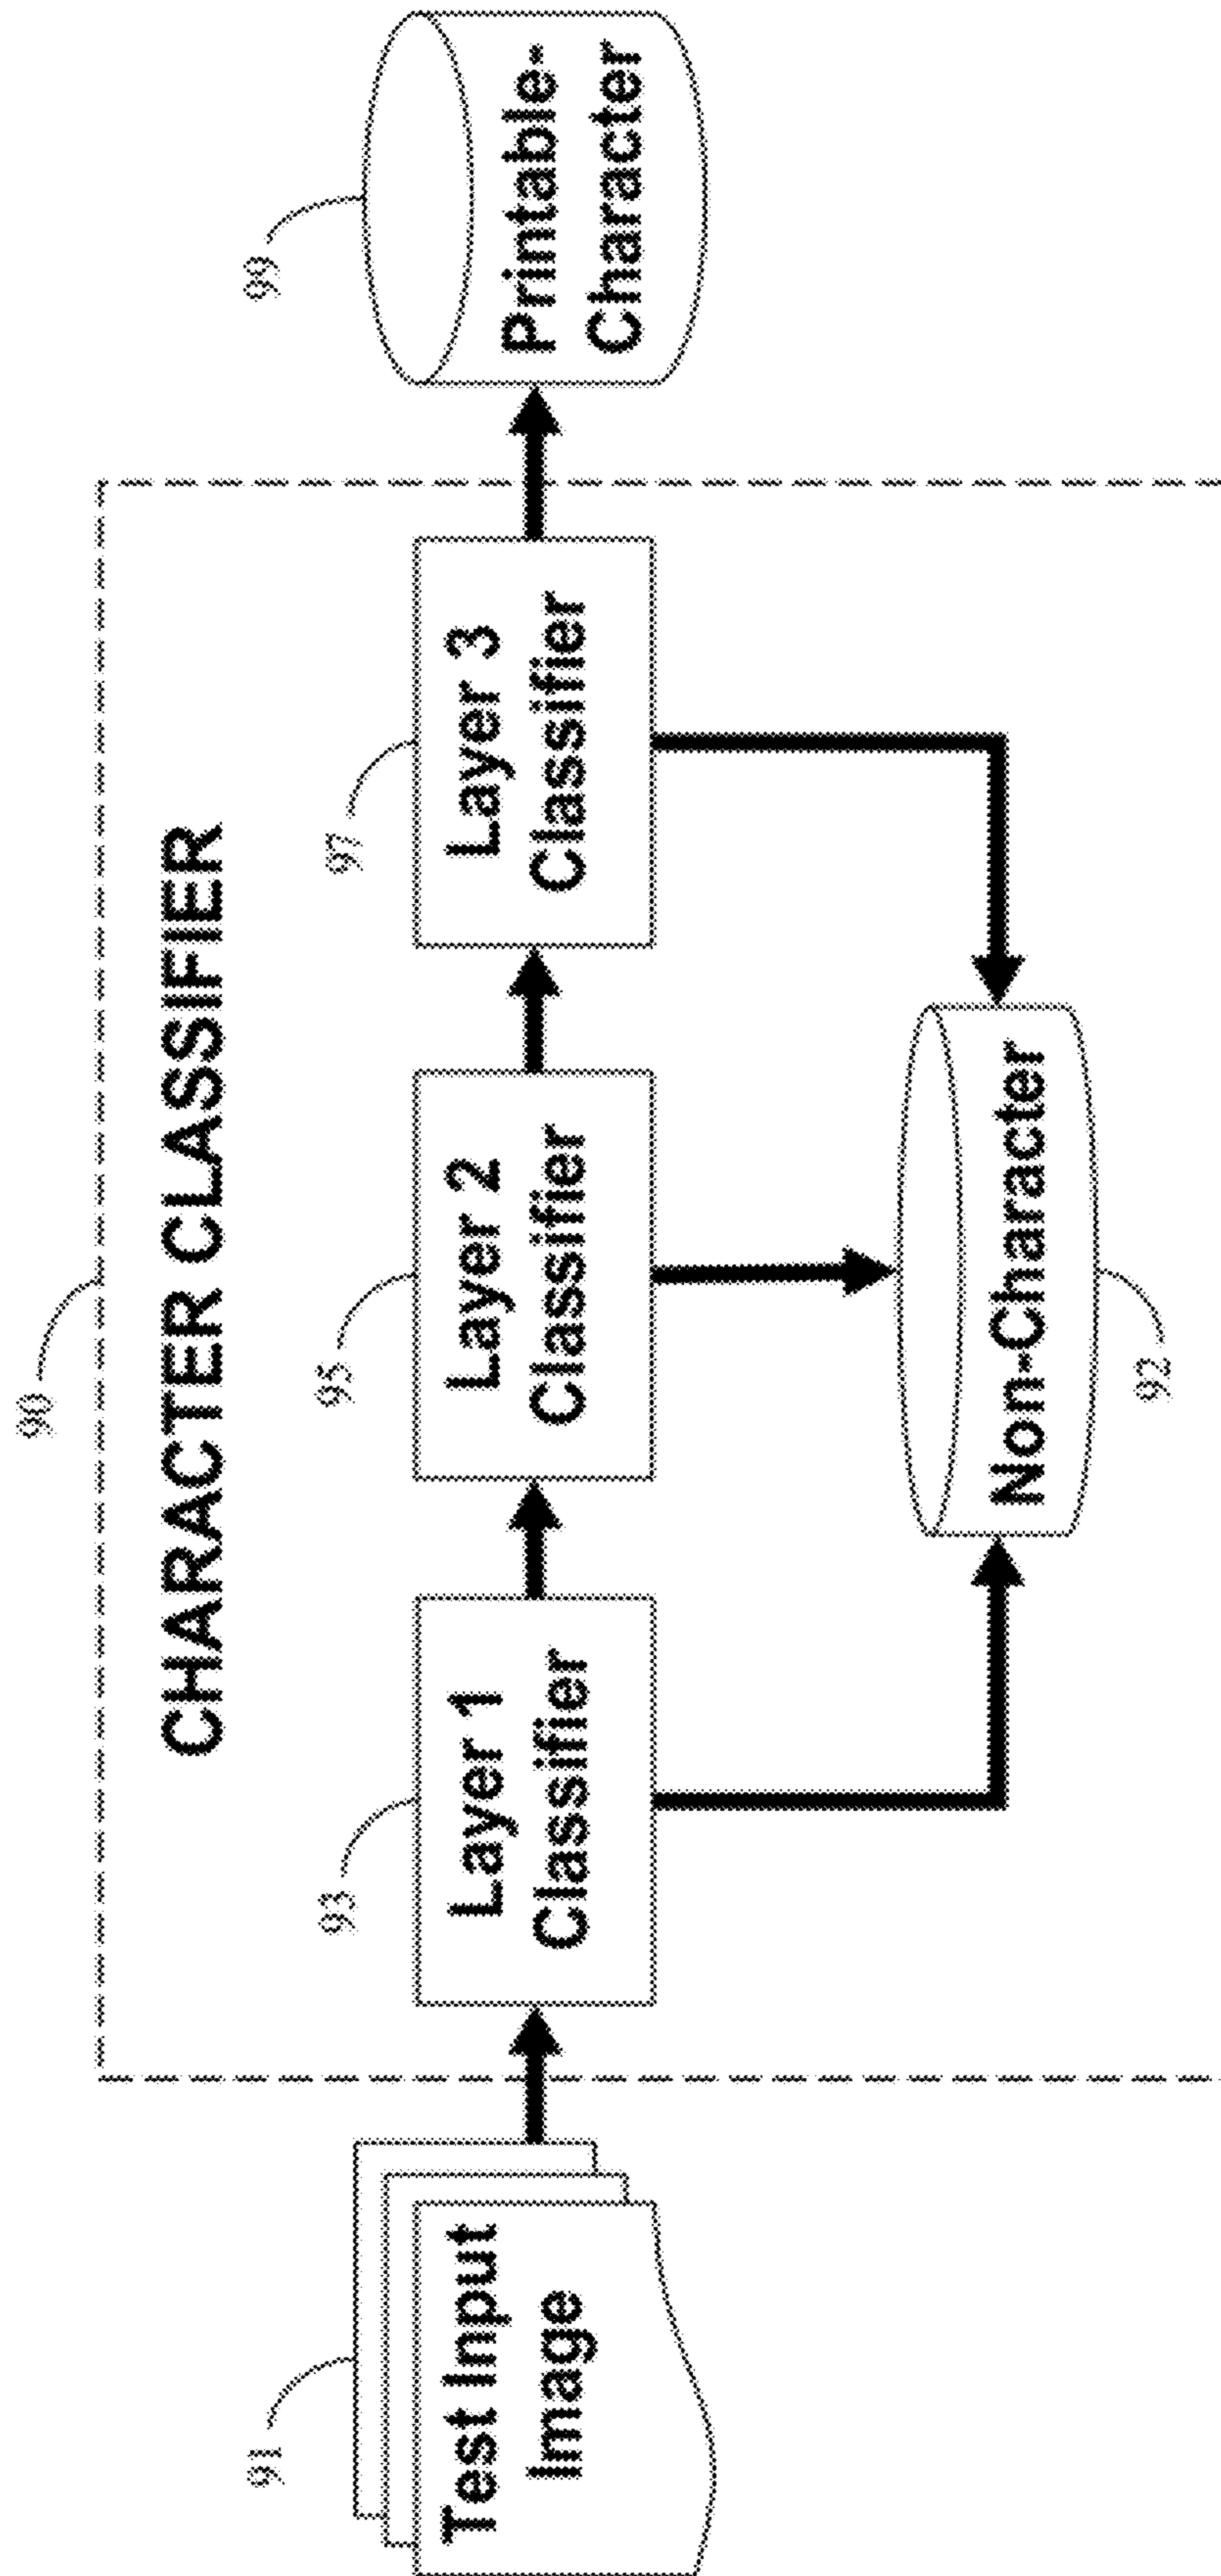 90
CHARACTER CLASSIFIER
91
Test Input
Image
93
Layer 1
Classifier
95
Layer 2
Classifier
97
Layer 3
Classifier
99
Printable-
Character
Non-Character
92